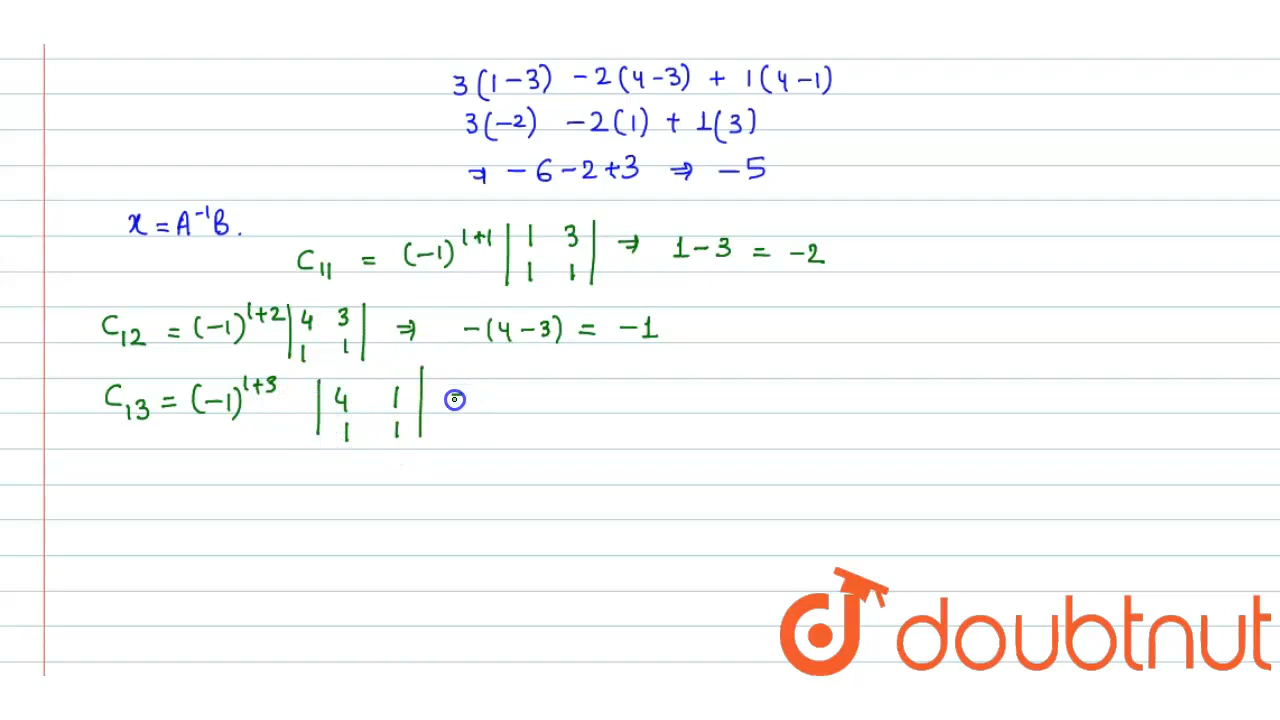 3(1-3) -2(4-3) + 1(4-1)
3(-2) -2(1) + 1(3)
⇒ -6-2+3 ⇒ -5
x = A⁻¹B.
C₁₁ = (-1)¹⁺¹ | 1 3 | ⇒ 1-3 = -2
| 1 1 |
C₁₂ = (-1)¹⁺² | 4 3 | ⇒ -(4-3) = -1
| 1 1 |
C₁₃ = (-1)¹⁺³ | 4 1 |
| 1 1 |
doubtnut